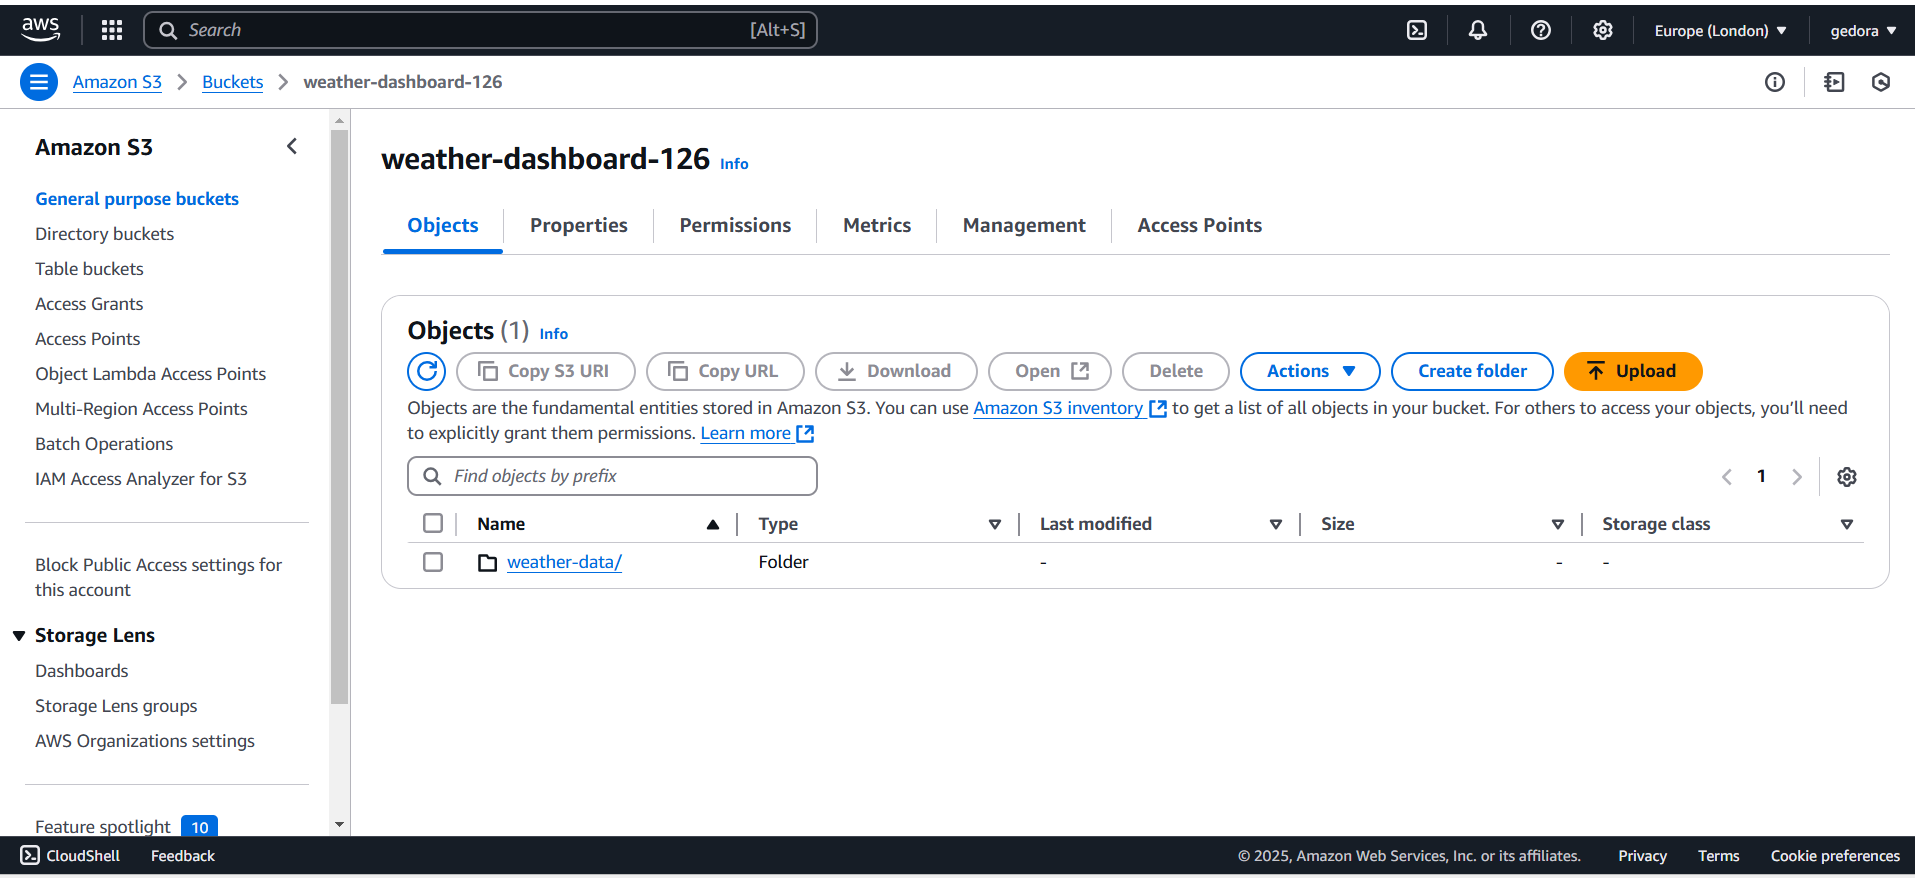 aws
Search [Alt+S]
Europe (London)
gedora
Amazon S3 Buckets weather-dashboard-126
Amazon S3
General purpose buckets
Directory buckets
Table buckets
Access Grants
Access Points
Object Lambda Access Points
Multi-Region Access Points
Batch Operations
IAM Access Analyzer for S3
Block Public Access settings for
this account
Storage Lens
Dashboards
Storage Lens groups
AWS Organizations settings
Feature spotlight 10
weather-dashboard-126 Info
Objects Properties Permissions Metrics Management Access Points
Objects (1) Info
Copy S3 URI Copy URL Download Open Delete Actions Create folder Upload
Objects are the fundamental entities stored in Amazon S3. You can use Amazon S3 inventory to get a list of all objects in your bucket. For others to access your objects, you’ll need
to explicitly grant them permissions. Learn more
Find objects by prefix
1
Name Type Last modified Size Storage class
weather-data/ Folder - - -
CloudShell Feedback © 2025, Amazon Web Services, Inc. or its affiliates. Privacy Terms Cookie preferences